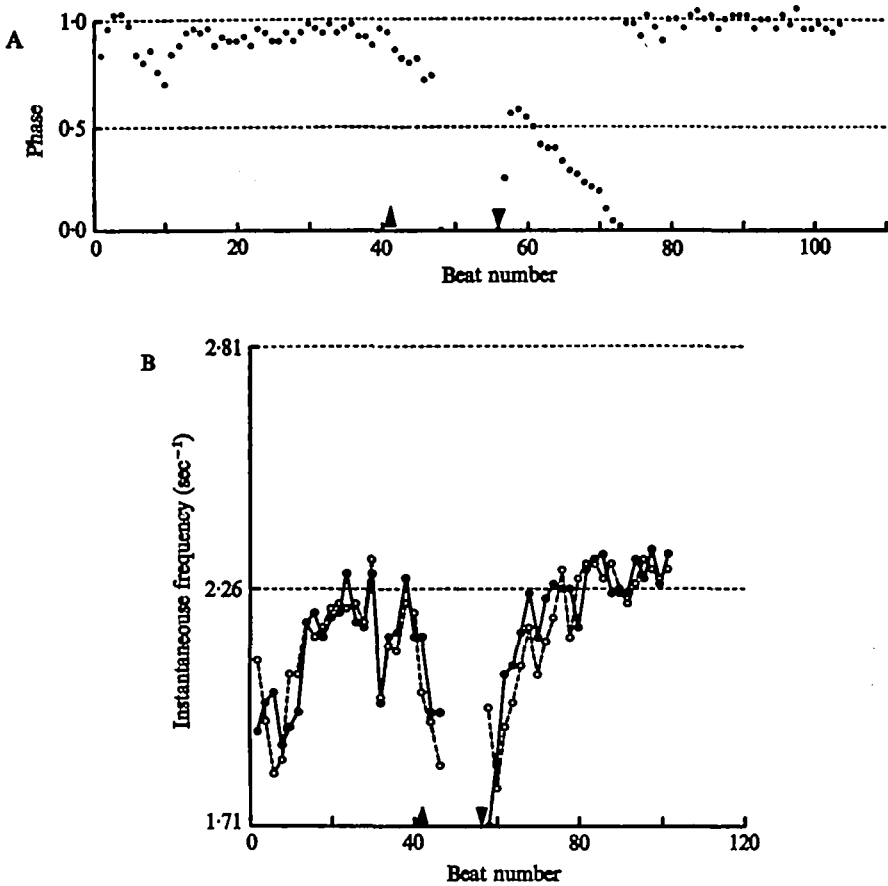 A
1·0
0·5
0·0
Phase
0 20 40 60 80 100
Beat number
B
2·81
2·26
1·71
Instantaneouse frequency (sec⁻¹)
0 40 80 120
Beat number